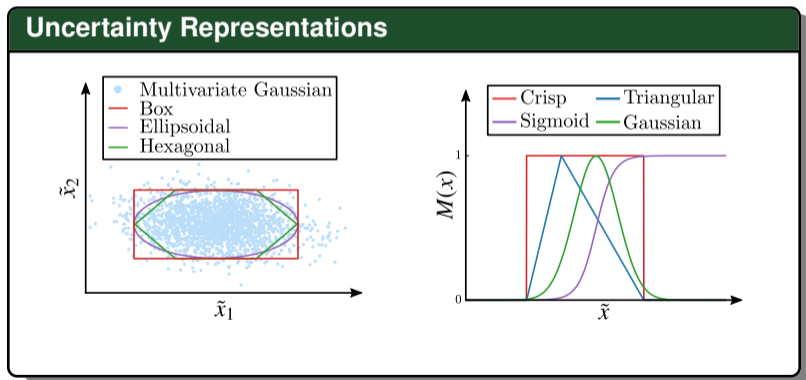 Uncertainty Representations
Multivariate Gaussian
Box
Ellipsoidal
Hexagonal
x̃₂
x̃₁
Crisp
Triangular
Sigmoid
Gaussian
1
M(x)
0
x̃